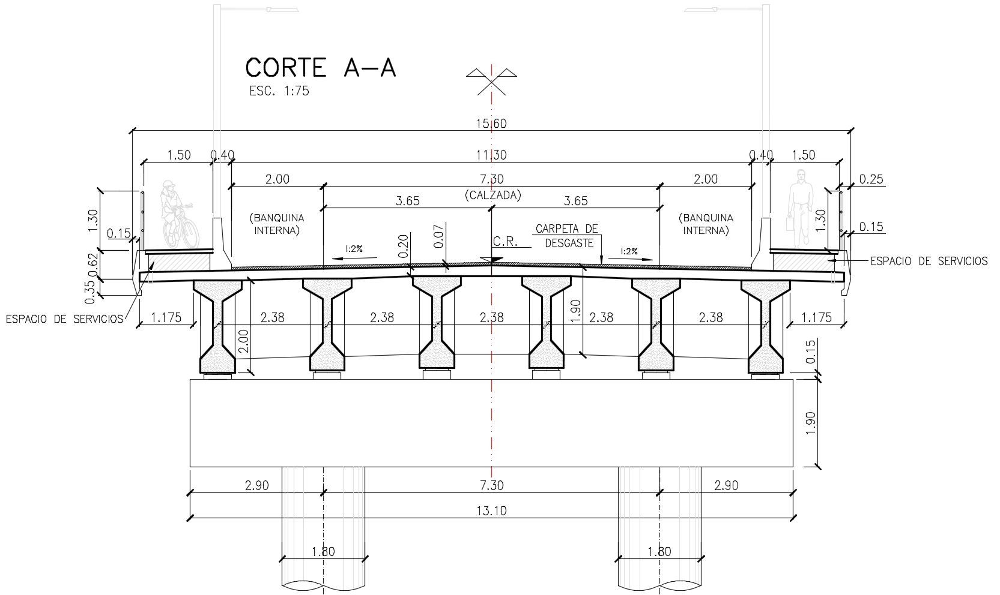 CORTE A-A
ESC. 1:75
15.60
1.50 0.40 11.30 0.40 1.50
2.00 7.30 2.00 0.25
(CALZADA)
3.65 3.65
(BANQUINA
INTERNA)
(BANQUINA
INTERNA)
1.30
0.15
0.62
0.35
I:2%
0.20
0.07
C.R.
CARPETA DE
DESGASTE
I:2%
1.30
0.15
ESPACIO DE SERVICIOS
ESPACIO DE SERVICIOS
1.175 2.38 2.38 2.38 2.38 2.38 1.175
2.00
1.90
0.15
1.90
2.90 7.30 2.90
13.10
1.80 1.80